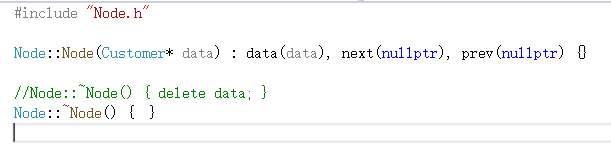 #include "Node.h"
Node::Node(Customer* data) : data(data), next(nullptr), prev(nullptr) {}
//Node::~Node() { delete data; }
Node::~Node() { }